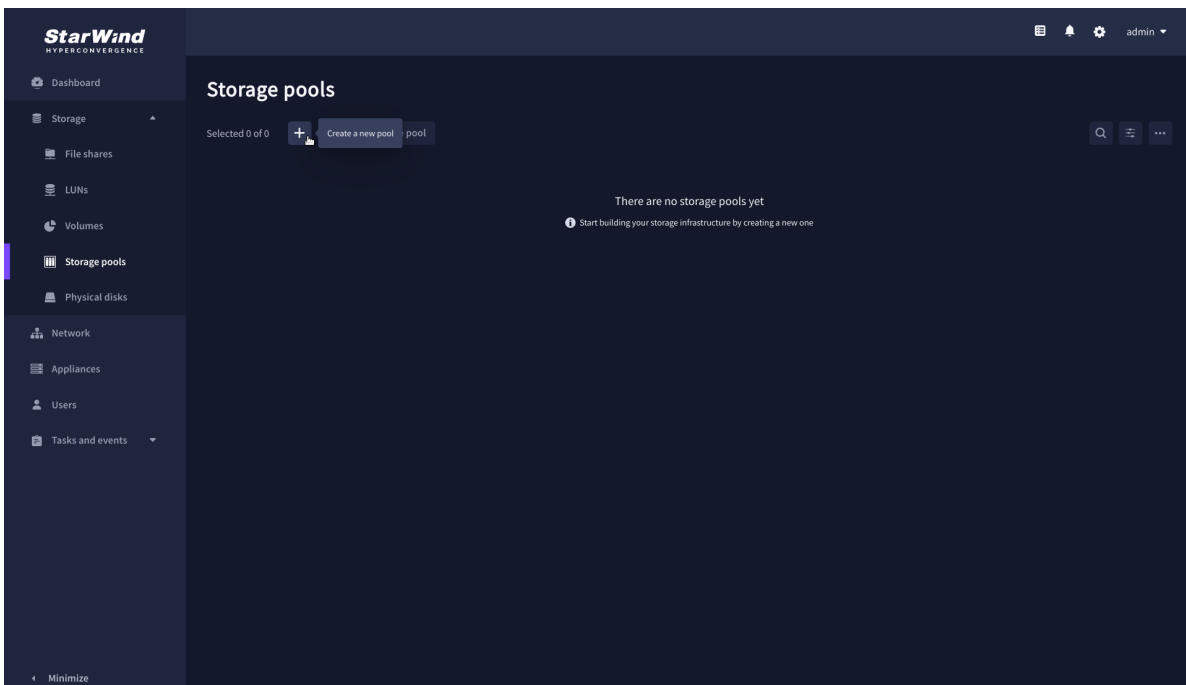 StarWind
HYPERCONVERGENCE
admin
Dashboard
Storage
File shares
LUNs
Volumes
Storage pools
Physical disks
Network
Appliances
Users
Tasks and events
Minimize
Storage pools
Selected 0 of 0
Create a new pool
pool
There are no storage pools yet
Start building your storage infrastructure by creating a new one